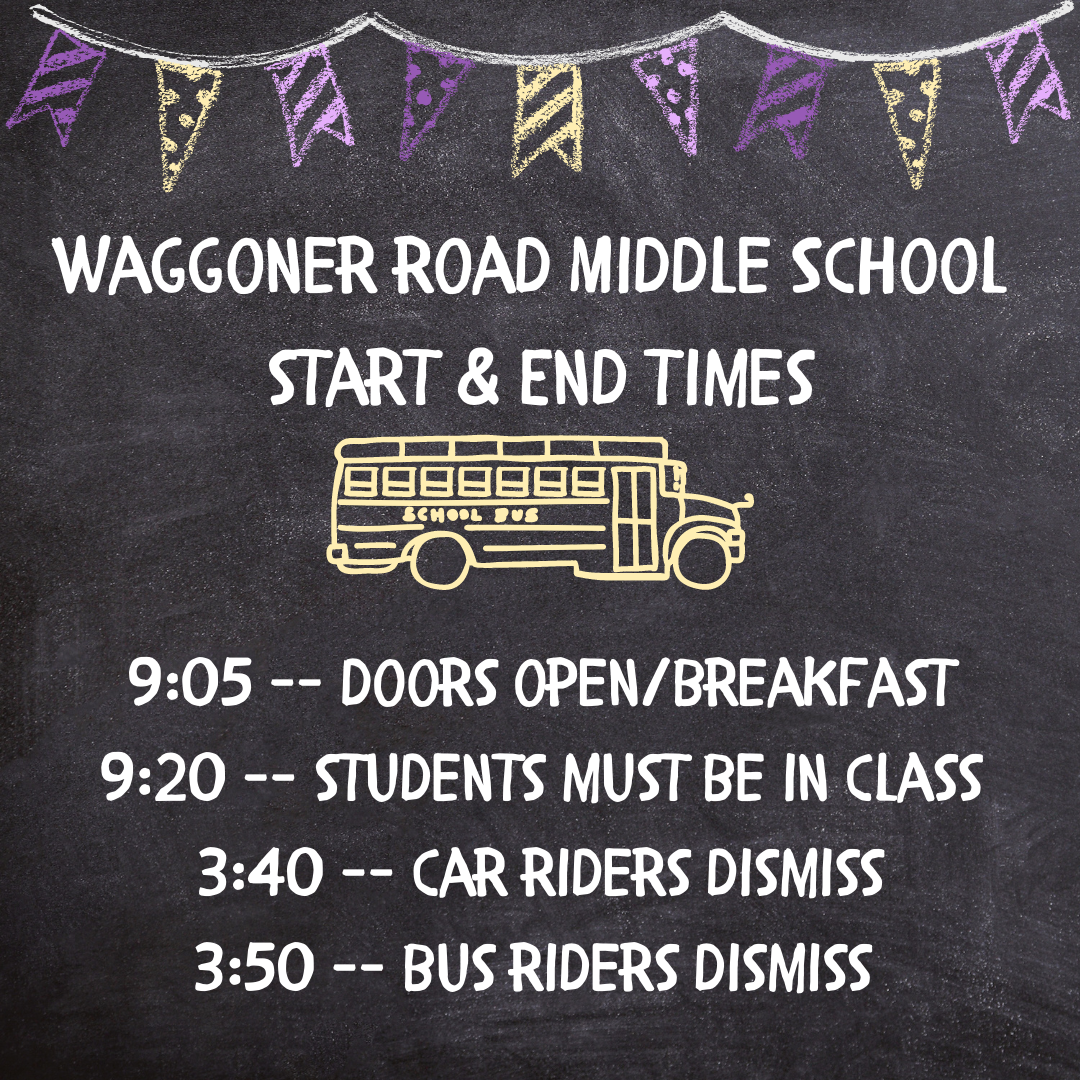 WAGGONER ROAD MIDDLE SCHOOL
START & END TIMES
SCHOOL BUS
9:05 -- DOORS OPEN/BREAKFAST
9:20 -- STUDENTS MUST BE IN CLASS
3:40 -- CAR RIDERS DISMISS
3:50 -- BUS RIDERS DISMISS